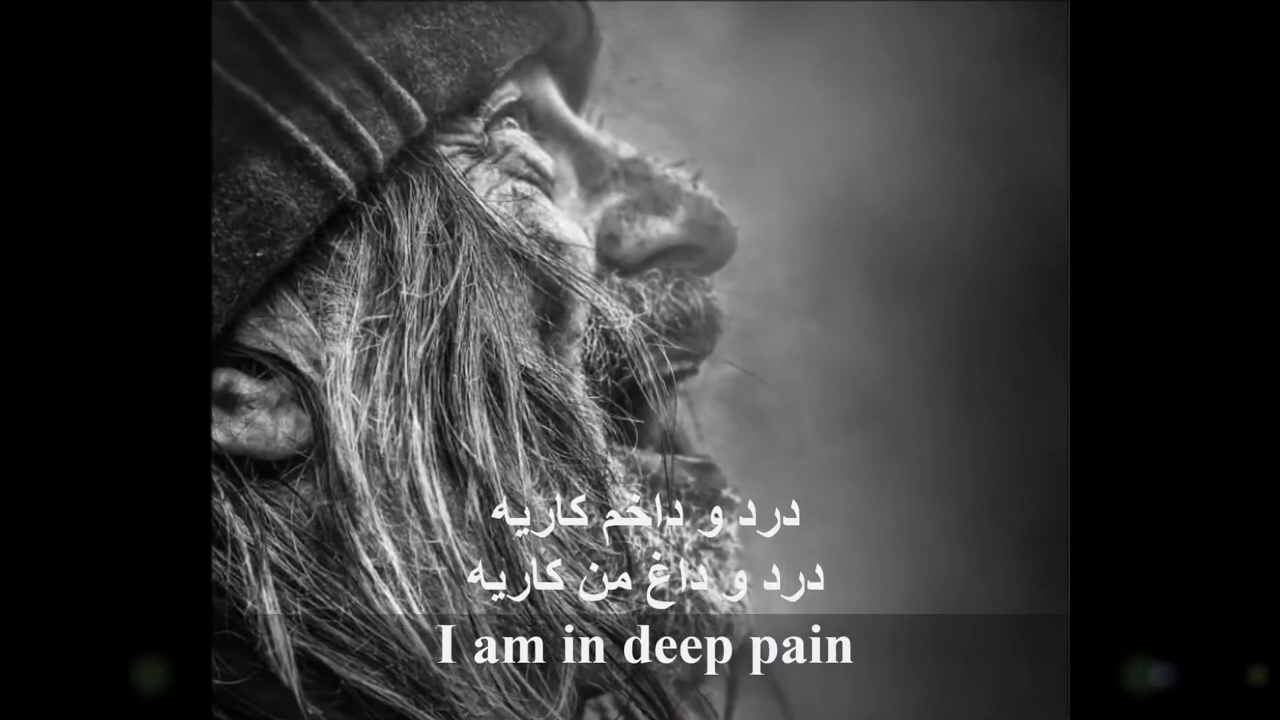 درد و داخم کاریه
درد و داغ من کاریه
I am in deep pain